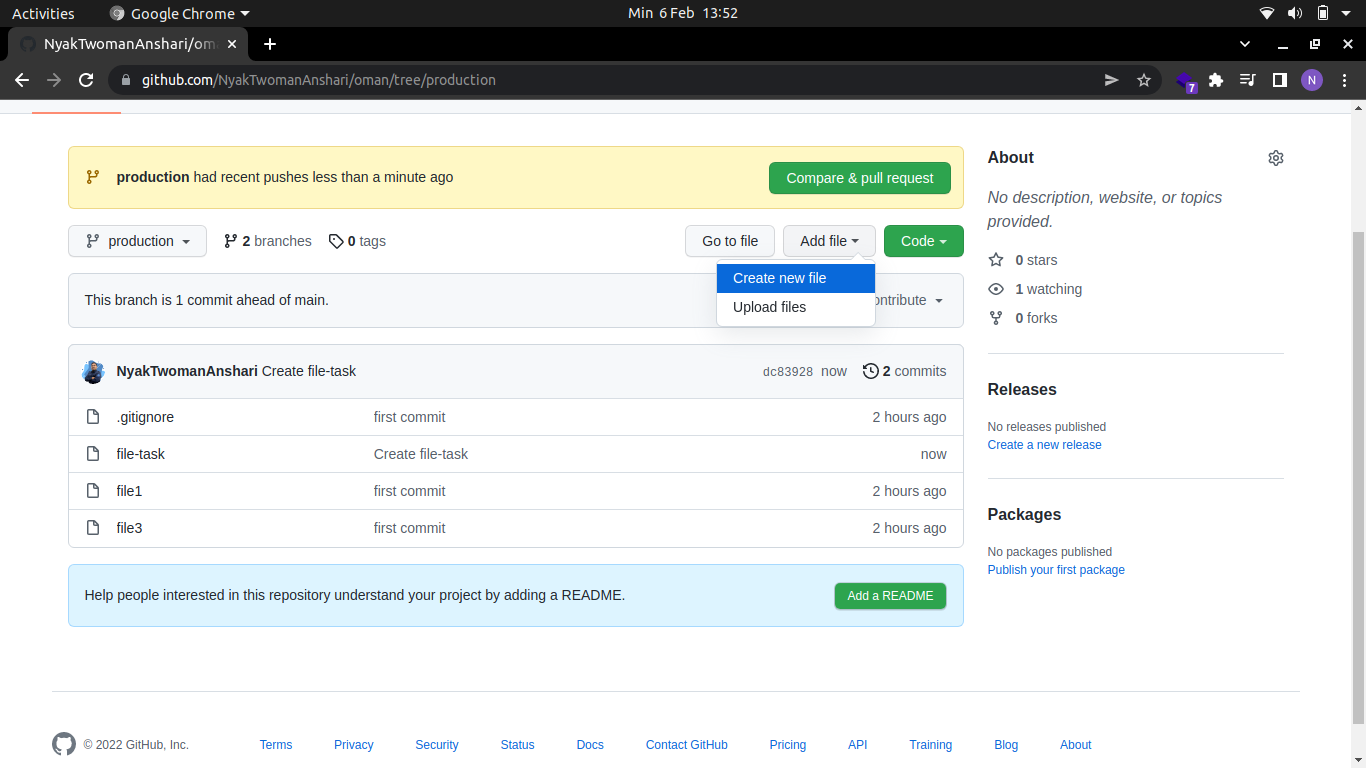 Activities Google Chrome Min 6 Feb 13:52
NyakTwomanAnshari/om
github.com/NyakTwomanAnshari/oman/tree/production 7 N
production had recent pushes less than a minute ago Compare & pull request
production 2 branches 0 tags Go to file Add file Code
Create new file
Upload files
This branch is 1 commit ahead of main. ontribute
NyakTwomanAnshari Create file-task dc83928 now 2 commits
.gitignore first commit 2 hours ago
file-task Create file-task now
file1 first commit 2 hours ago
file3 first commit 2 hours ago
Help people interested in this repository understand your project by adding a README. Add a README
About
No description, website, or topics
provided.
0 stars
1 watching
0 forks
Releases
No releases published
Create a new release
Packages
No packages published
Publish your first package
© 2022 GitHub, Inc. Terms Privacy Security Status Docs Contact GitHub Pricing API Training Blog About